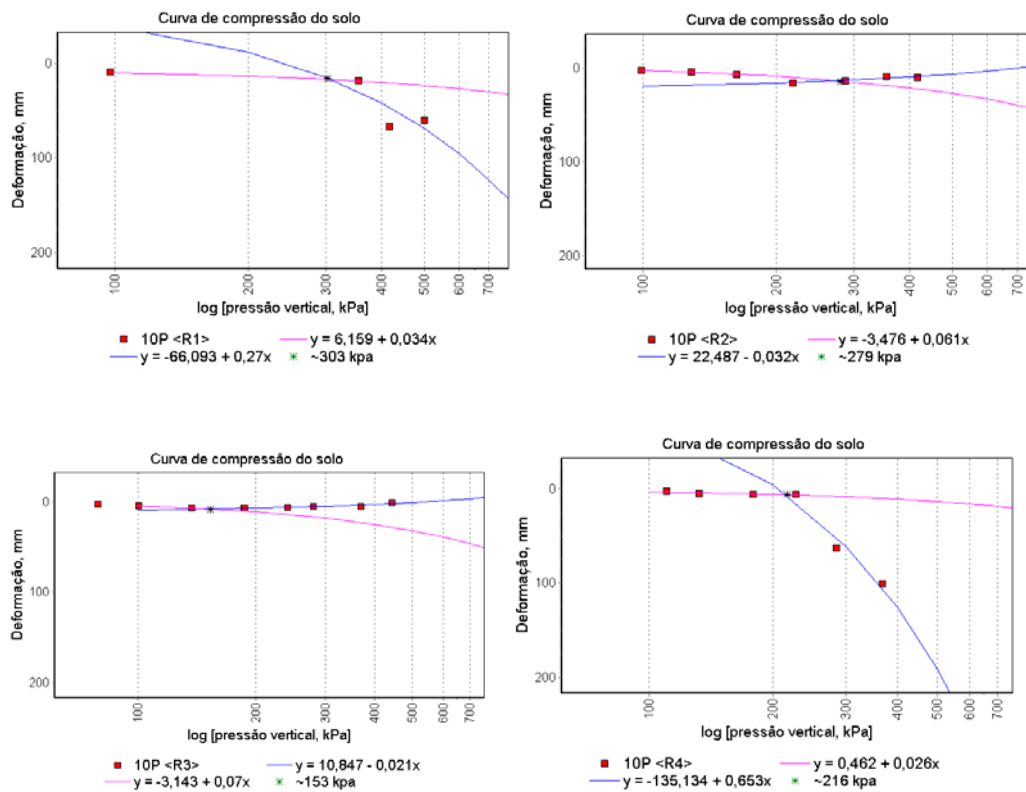 Curva de compressão do solo
Deformação, mm
0
100
200
100
200
300
400
500
600
700
log [pressão vertical, kPa]
10P <R1>
y = 6,159 + 0,034x
y = -66,093 + 0,27x
~303 kpa
Curva de compressão do solo
Deformação, mm
0
100
200
100
200
300
400
500
600
700
log [pressão vertical, kPa]
10P <R2>
y = -3,476 + 0,061x
y = 22,487 - 0,032x
~279 kpa
Curva de compressão do solo
Deformação, mm
0
100
200
100
200
300
400
500
600
700
log [pressão vertical, kPa]
10P <R3>
y = 10,847 - 0,021x
y = -3,143 + 0,07x
~153 kpa
Curva de compressão do solo
Deformação, mm
0
100
200
100
200
300
400
500
600
700
log [pressão vertical, kPa]
10P <R4>
y = 0,462 + 0,026x
y = -135,134 + 0,653x
~216 kpa